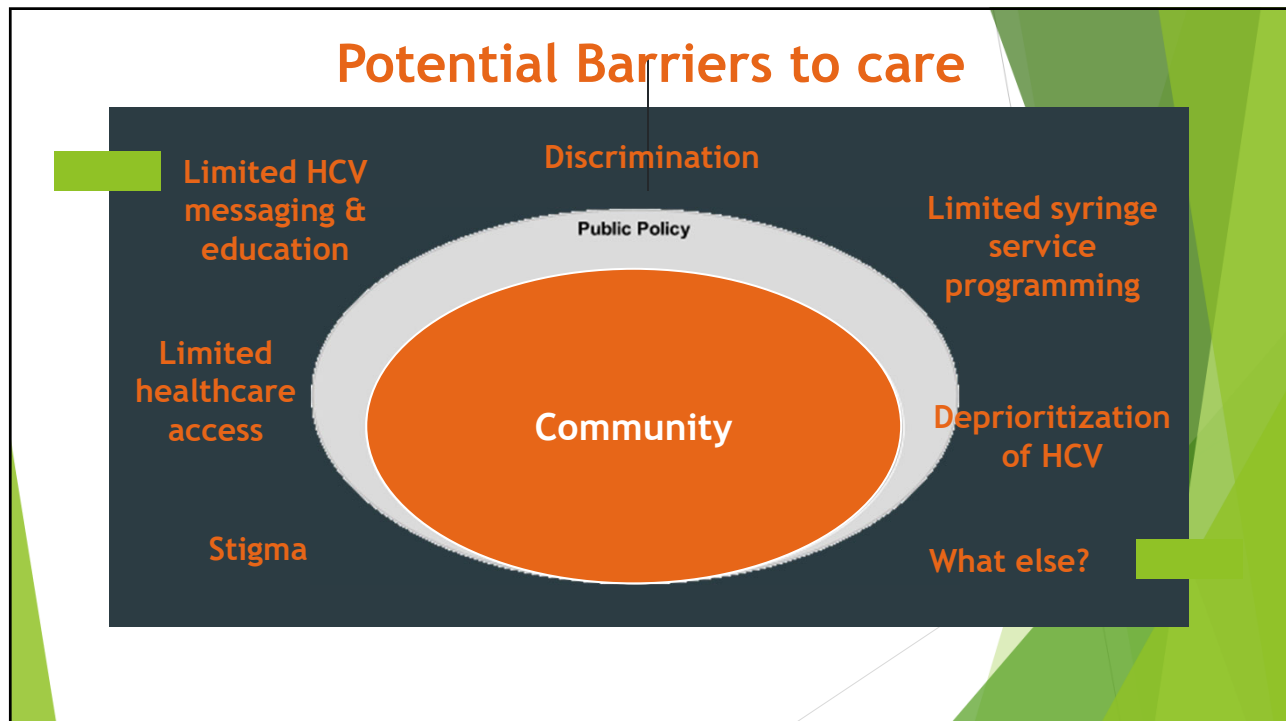 Potential Barriers to care
Discrimination
Limited HCV
messaging &
education
Limited syringe
service
programming
Public Policy
Limited
healthcare
access
Community
Deprioritization
of HCV
Stigma
What else?